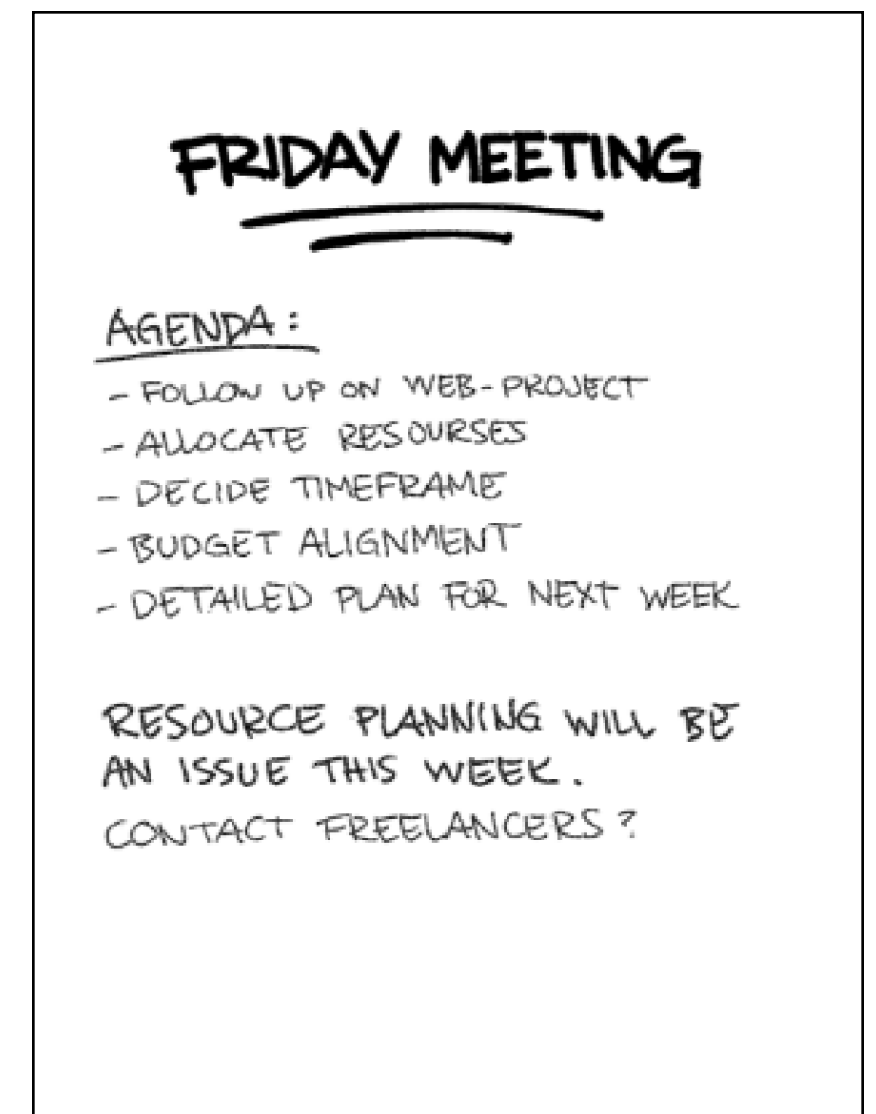 FRIDAY MEETING
AGENDA:
- FOLLOW UP ON WEB-PROJECT
- ALLOCATE RESOURSES
- DECIDE TIMEFRAME
- BUDGET ALIGNMENT
- DETAILED PLAN FOR NEXT WEEK
RESOURCE PLANNING WILL BE
AN ISSUE THIS WEEK.
CONTACT FREELANCERS?